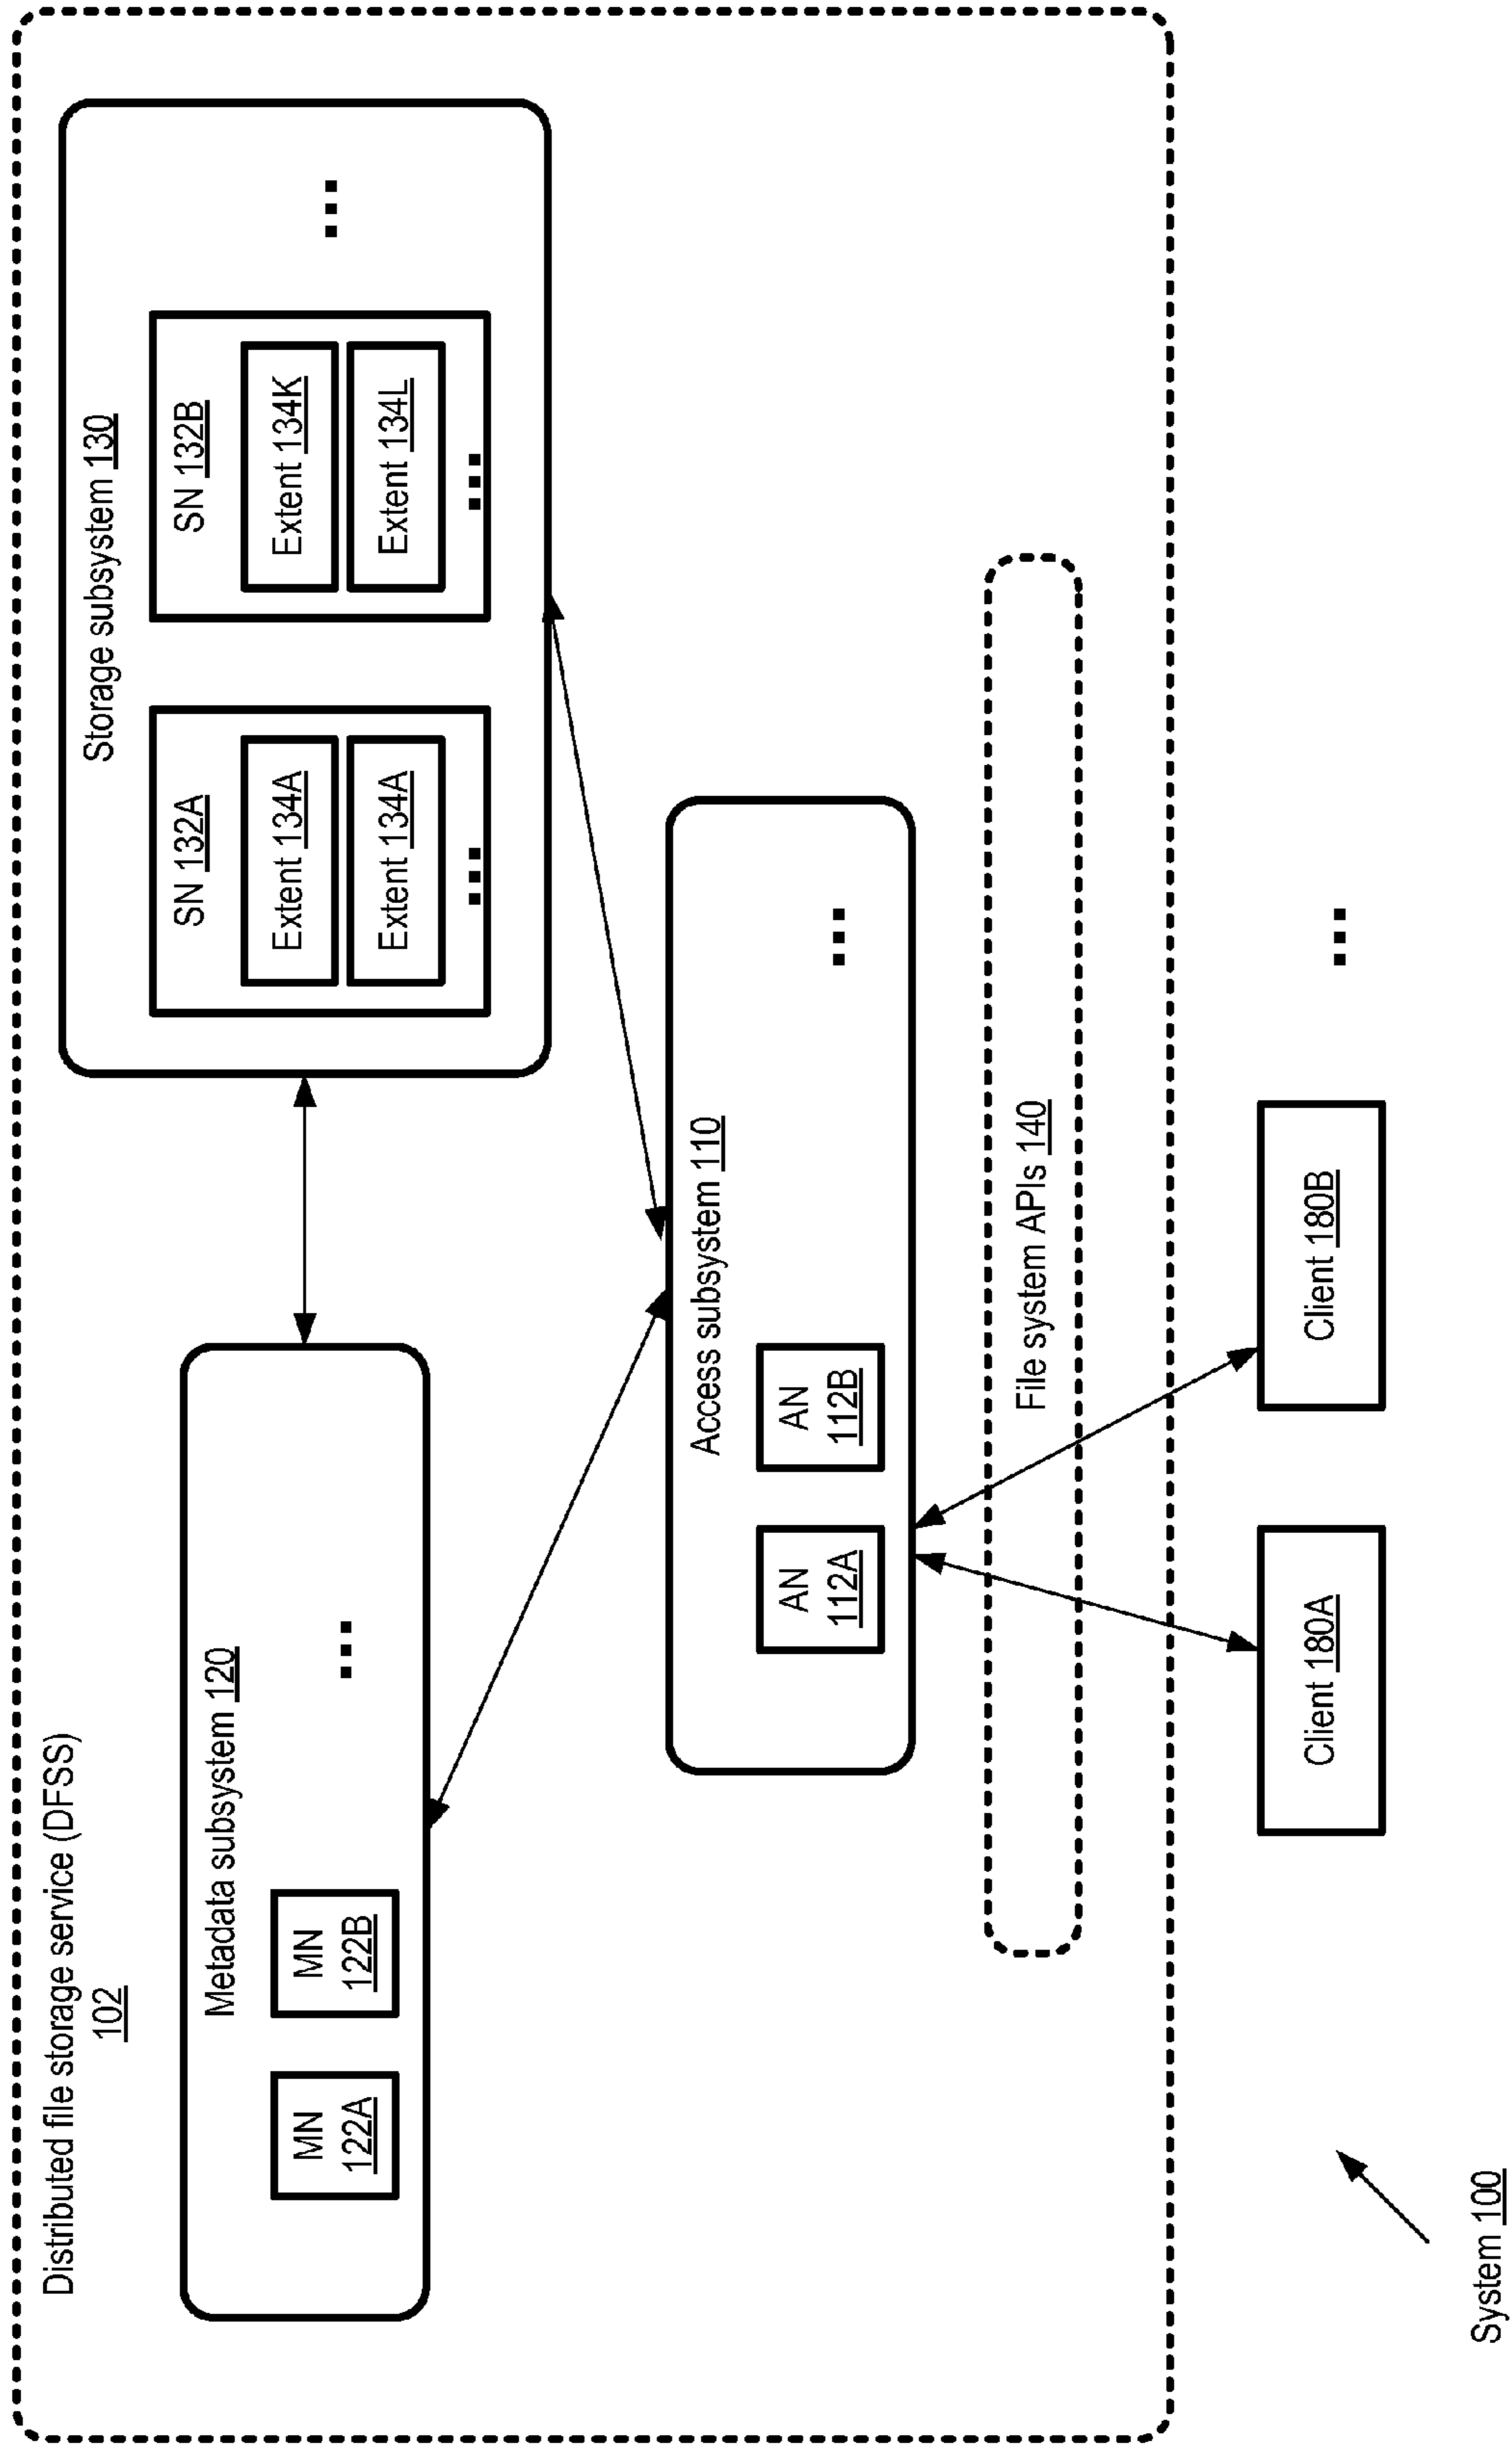 Distributed file storage service (DFSS)
102
Metadata subsystem 120
MN
122A
MN
122B
...
Storage subsystem 130
SN 132A
Extent 134A
Extent 134A
...
SN 132B
Extent 134K
Extent 134L
...
...
Access subsystem 110
AN
112A
AN
112B
...
File system APIs 140
Client 180A
Client 180B
...
System 100